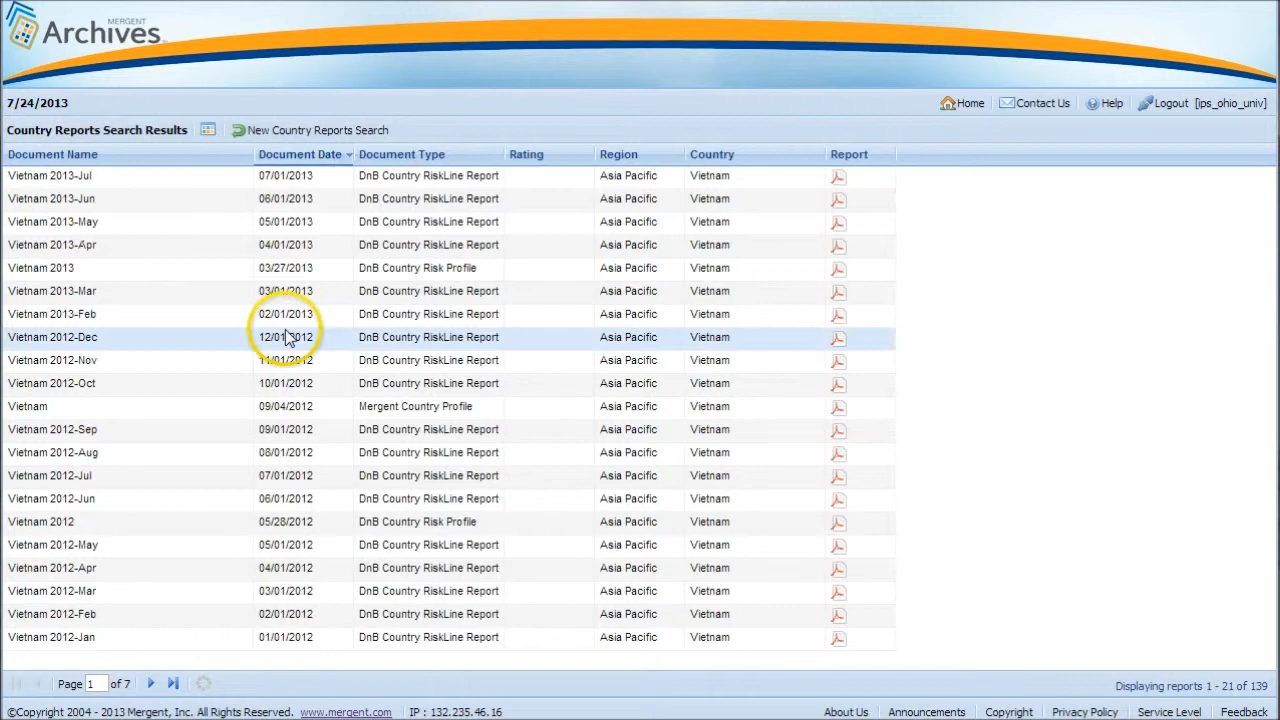 MERGENT
Archives
7/24/2013 Home Contact Us Help Logout [ips_ohio_univ]
Country Reports Search Results New Country Reports Search
Document Name Document Date Document Type Rating Region Country Report
Vietnam 2013-Jul 07/01/2013 DnB Country RiskLine Report Asia Pacific Vietnam
Vietnam 2013-Jun 06/01/2013 DnB Country RiskLine Report Asia Pacific Vietnam
Vietnam 2013-May 05/01/2013 DnB Country RiskLine Report Asia Pacific Vietnam
Vietnam 2013-Apr 04/01/2013 DnB Country RiskLine Report Asia Pacific Vietnam
Vietnam 2013 03/27/2013 DnB Country Risk Profile Asia Pacific Vietnam
Vietnam 2013-Mar 03/01/2013 DnB Country RiskLine Report Asia Pacific Vietnam
Vietnam 2013-Feb 02/01/2013 DnB Country RiskLine Report Asia Pacific Vietnam
Vietnam 2012-Dec 12/01/2012 DnB Country RiskLine Report Asia Pacific Vietnam
Vietnam 2012-Nov 11/01/2012 DnB Country RiskLine Report Asia Pacific Vietnam
Vietnam 2012-Oct 10/01/2012 DnB Country RiskLine Report Asia Pacific Vietnam
Vietnam 09/04/2012 Mergent Country Profile Asia Pacific Vietnam
Vietnam 2012-Sep 09/01/2012 DnB Country RiskLine Report Asia Pacific Vietnam
Vietnam 2012-Aug 08/01/2012 DnB Country RiskLine Report Asia Pacific Vietnam
Vietnam 2012-Jul 07/01/2012 DnB Country RiskLine Report Asia Pacific Vietnam
Vietnam 2012-Jun 06/01/2012 DnB Country RiskLine Report Asia Pacific Vietnam
Vietnam 2012 05/28/2012 DnB Country Risk Profile Asia Pacific Vietnam
Vietnam 2012-May 05/01/2012 DnB Country RiskLine Report Asia Pacific Vietnam
Vietnam 2012-Apr 04/01/2012 DnB Country RiskLine Report Asia Pacific Vietnam
Vietnam 2012-Mar 03/01/2012 DnB Country RiskLine Report Asia Pacific Vietnam
Vietnam 2012-Feb 02/01/2012 DnB Country RiskLine Report Asia Pacific Vietnam
Vietnam 2012-Jan 01/01/2012 DnB Country RiskLine Report Asia Pacific Vietnam
Page 1 of 7 Displaying reports 1 - 21 of 139
©Copyright 2004 - 2013 Mergent, Inc. All Rights Reserved. www.mergent.com IP : 132.235.46.16 About Us Announcements Copyright Privacy Policy Service Level Feedback